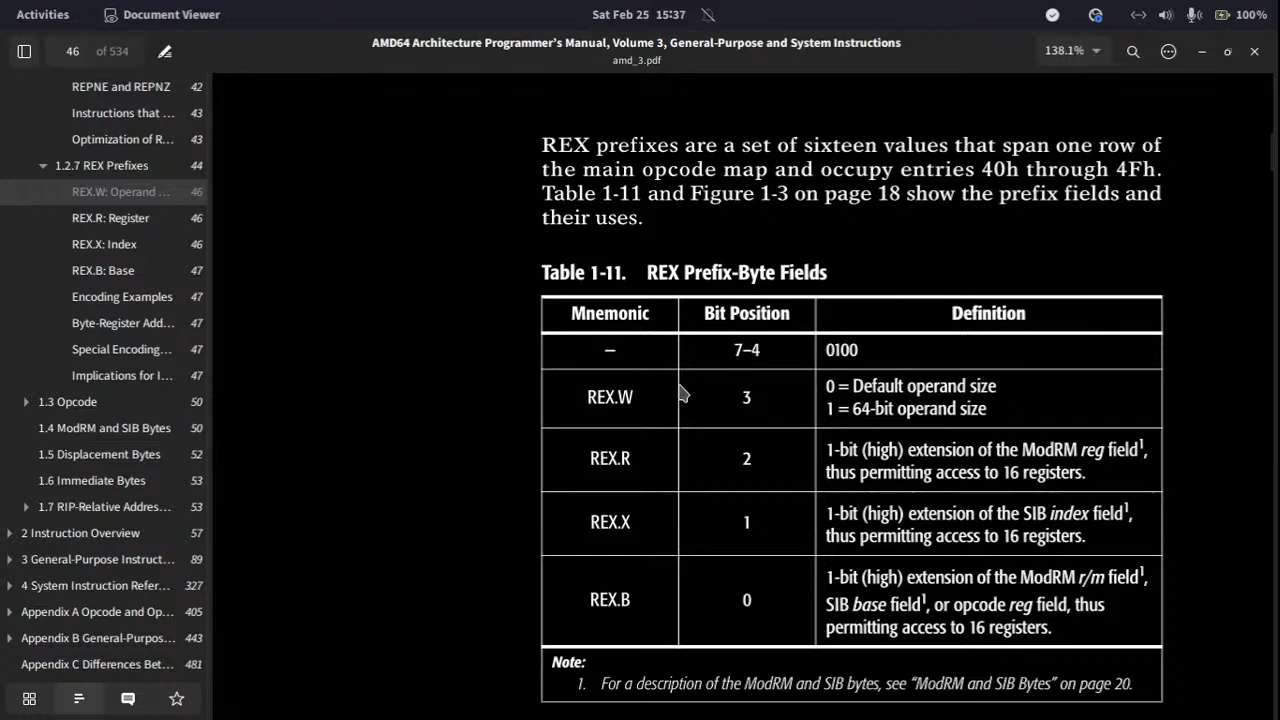 Activities
Document Viewer
Sat Feb 25 15:37
100%
46
of 534
AMD64 Architecture Programmer's Manual, Volume 3, General-Purpose and System Instructions
amd_3.pdf
138.1%
REPNE and REPNZ 42
Instructions that ... 43
Optimization of R... 43
1.2.7 REX Prefixes 44
REX.W: Operand ... 46
REX.R: Register 46
REX.X: Index 46
REX.B: Base 47
Encoding Examples 47
Byte-Register Add... 47
Special Encoding... 47
Implications for I... 47
1.3 Opcode 50
1.4 ModRM and SIB Bytes 50
1.5 Displacement Bytes 52
1.6 Immediate Bytes 53
1.7 RIP-Relative Addres... 53
2 Instruction Overview 57
3 General-Purpose Instruct... 89
4 System Instruction Refer... 327
Appendix A Opcode and Op... 405
Appendix B General-Purpos... 443
Appendix C Differences Bet... 481
REX prefixes are a set of sixteen values that span one row of
the main opcode map and occupy entries 40h through 4Fh.
Table 1-11 and Figure 1-3 on page 18 show the prefix fields and
their uses.
Table 1-11. REX Prefix-Byte Fields
Mnemonic Bit Position Definition
– 7–4 0100
REX.W 3 0 = Default operand size
1 = 64-bit operand size
REX.R 2 1-bit (high) extension of the ModRM reg field1,
thus permitting access to 16 registers.
REX.X 1 1-bit (high) extension of the SIB index field1,
thus permitting access to 16 registers.
REX.B 0 1-bit (high) extension of the ModRM r/m field1,
SIB base field1, or opcode reg field, thus
permitting access to 16 registers.
Note:
1. For a description of the ModRM and SIB bytes, see “ModRM and SIB Bytes” on page 20.